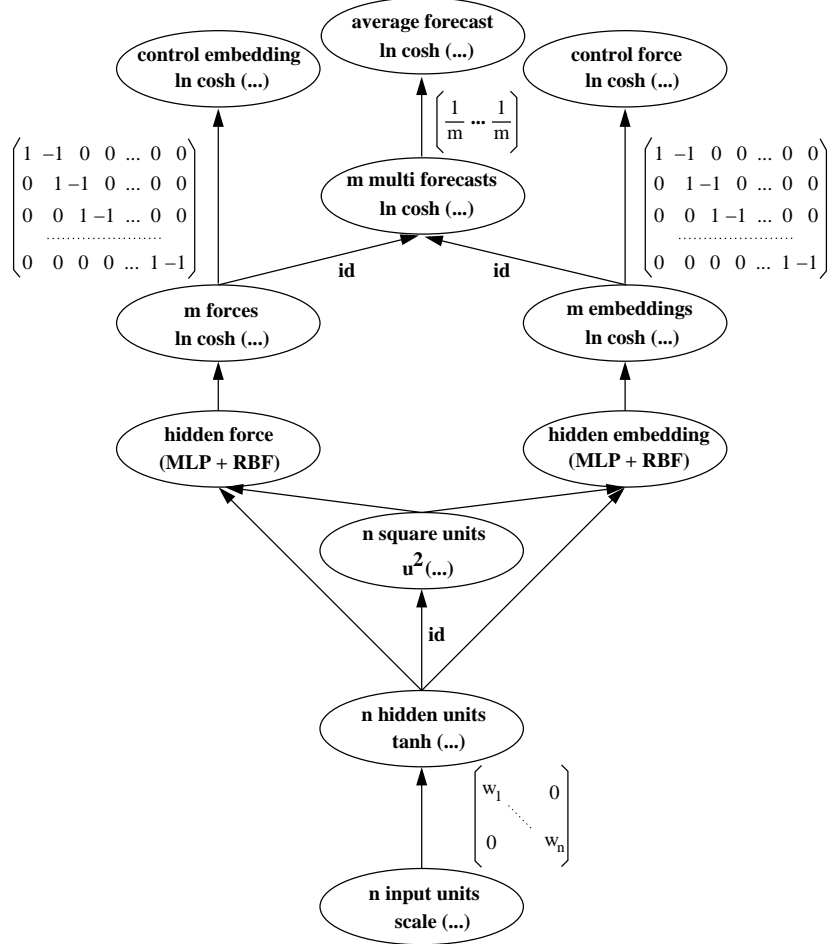 average forecast
ln cosh (...)
control embedding
ln cosh (...)
control force
ln cosh (...)
1/m ... 1/m
1 –1 0 0 ... 0 0
0 1 –1 0 ... 0 0
0 0 1 –1 ... 0 0
......................
0 0 0 0 ... 1 –1
m multi forecasts
ln cosh (...)
1 –1 0 0 ... 0 0
0 1 –1 0 ... 0 0
0 0 1 –1 ... 0 0
......................
0 0 0 0 ... 1 –1
id
id
m forces
ln cosh (...)
m embeddings
ln cosh (...)
hidden force
(MLP + RBF)
hidden embedding
(MLP + RBF)
n square units
u² (...)
id
n hidden units
tanh (...)
w₁ 0
0 wₙ
n input units
scale (...)